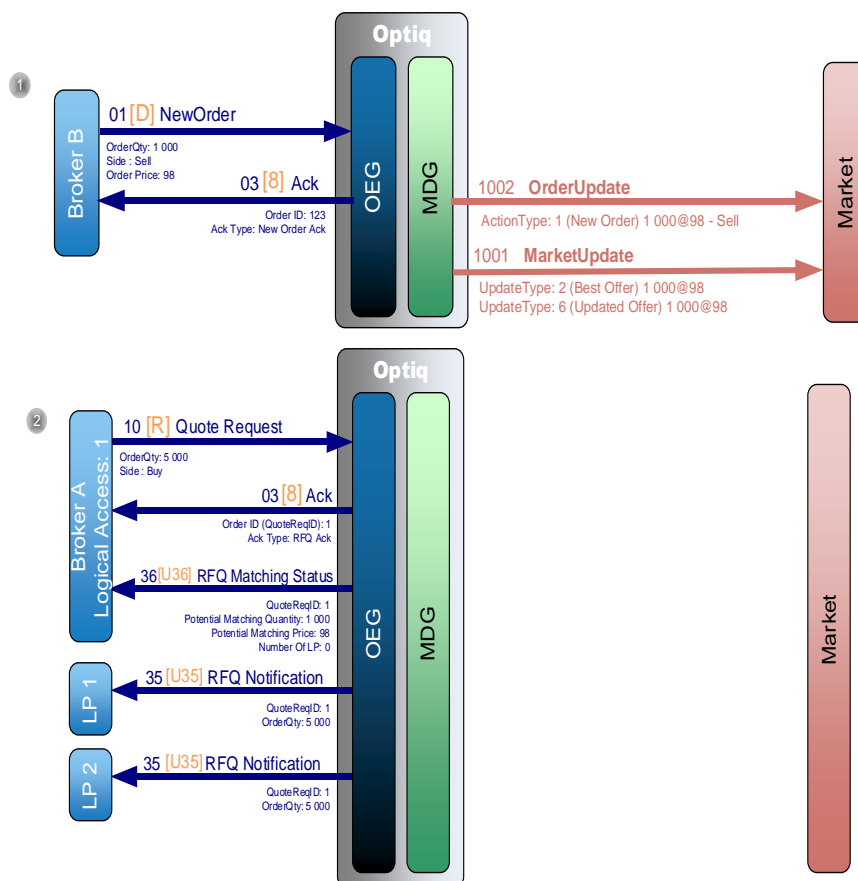 Optiq
1
01 [D] NewOrder
OrderQty: 1 000
Side : Sell
Order Price: 98
Broker B
03 [8] Ack
Order ID: 123
Ack Type: New Order Ack
OEG
MDG
1002 OrderUpdate
ActionType: 1 (New Order) 1 000@98 - Sell
1001 MarketUpdate
UpdateType: 2 (Best Offer) 1 000@98
UpdateType: 6 (Updated Offer) 1 000@98
Market
Optiq
2
10 [R] Quote Request
OrderQty: 5 000
Side : Buy
Broker A
Logical Access: 1
03 [8] Ack
Order ID (QuoteReqID): 1
Ack Type: RFQ Ack
36 [U36] RFQ Matching Status
QuoteReqID: 1
Potential Matching Quantity: 1 000
Potential Matching Price: 98
Number Of LP: 0
OEG
MDG
Market
LP 1
35 [U35] RFQ Notification
QuoteReqID: 1
OrderQty: 5 000
LP 2
35 [U35] RFQ Notification
QuoteReqID: 1
OrderQty: 5 000